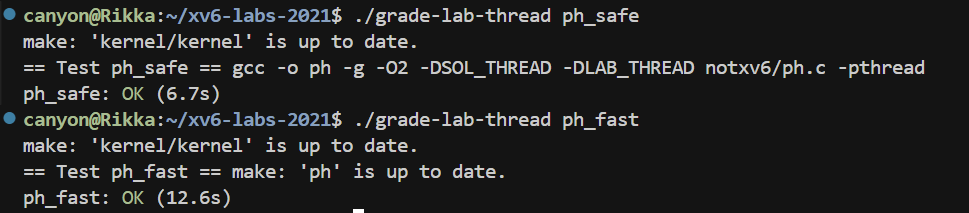 canyon@Rikka:~/xv6-labs-2021$ ./grade-lab-thread ph_safe
make: 'kernel/kernel' is up to date.
== Test ph_safe == gcc -o ph -g -O2 -DSOL_THREAD -DLAB_THREAD notxv6/ph.c -pthread
ph_safe: OK (6.7s)
canyon@Rikka:~/xv6-labs-2021$ ./grade-lab-thread ph_fast
make: 'kernel/kernel' is up to date.
== Test ph_fast == make: 'ph' is up to date.
ph_fast: OK (12.6s)